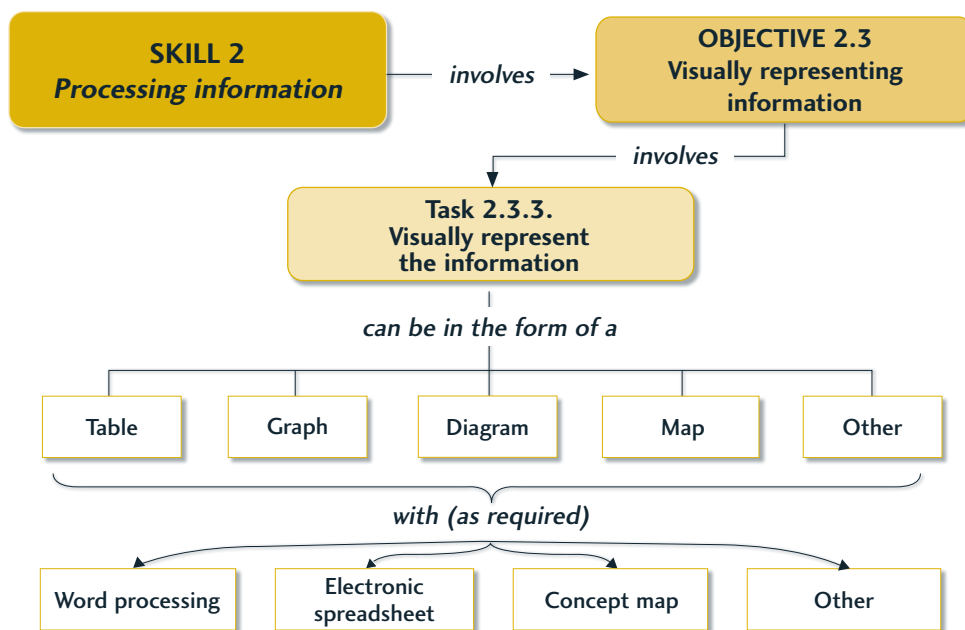 SKILL 2
Processing information
involves
OBJECTIVE 2.3
Visually representing
information
involves
Task 2.3.3.
Visually represent
the information
can be in the form of a
Table
Graph
Diagram
Map
Other
with (as required)
Word processing
Electronic
spreadsheet
Concept map
Other